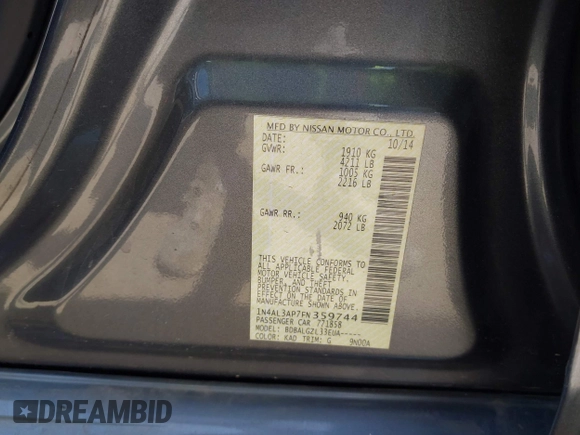 MFD BY NISSAN MOTOR CO., LTD.
DATE: 10/14
GVWR: 1910 KG
4211 LB
GAWR FR.: 1005 KG
2216 LB
GAWR RR.: 940 KG
2072 LB
THIS VEHICLE CONFORMS TO
ALL APPLICABLE FEDERAL
MOTOR VEHICLE SAFETY,
BUMPER, AND THEFT
PREVENTION STANDARDS IN
EFFECT ON THE DATE OF
MANUFACTURE SHOWN ABOVE.
1N4AL3AP7FN359744
PASSENGER CAR 771B5B
MODEL: BDBALGZL33EUA-----
COLOR: KAD TRIM: G 9N00A
DREAMBID